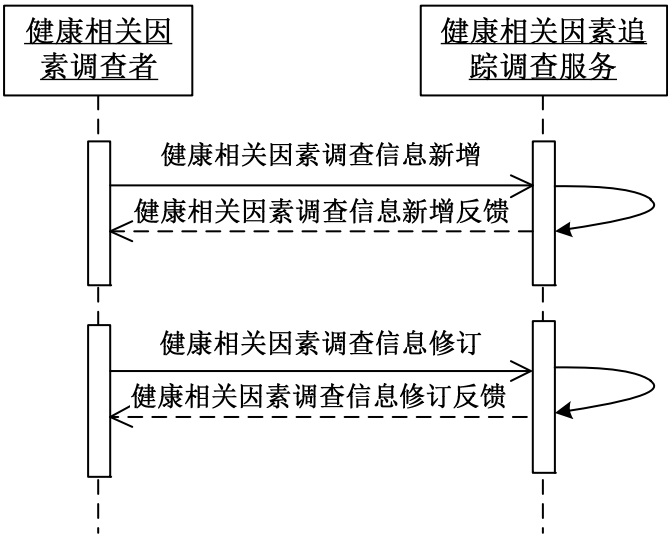 健康相关因
素调查者
健康相关因素追
踪调查服务
健康相关因素调查信息新增
健康相关因素调查信息新增反馈
健康相关因素调查信息修订
健康相关因素调查信息修订反馈